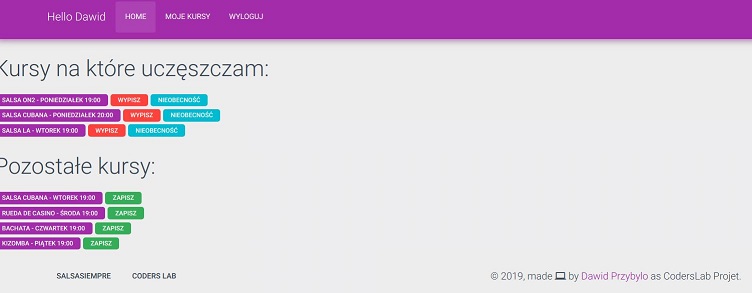 Hello Dawid HOME MOJE KURSY WYLOGUJ
Kursy na które uczęszczam:
SALSA ON2 - PONIEDZIAŁEK 19:00 WYPISZ NIEOBECNOŚĆ
SALSA CUBANA - PONIEDZIAŁEK 20:00 WYPISZ NIEOBECNOŚĆ
SALSA LA - WTOREK 19:00 WYPISZ NIEOBECNOŚĆ
Pozostałe kursy:
SALSA CUBANA - WTOREK 19:00 ZAPISZ
RUEDA DE CASINO - ŚRODA 19:00 ZAPISZ
BACHATA - CZWARTEK 19:00 ZAPISZ
KIZOMBA - PIĄTEK 19:00 ZAPISZ
SALSASIEMPRE CODERS LAB © 2019, made by Dawid Przybyło as CodersLab Projet.